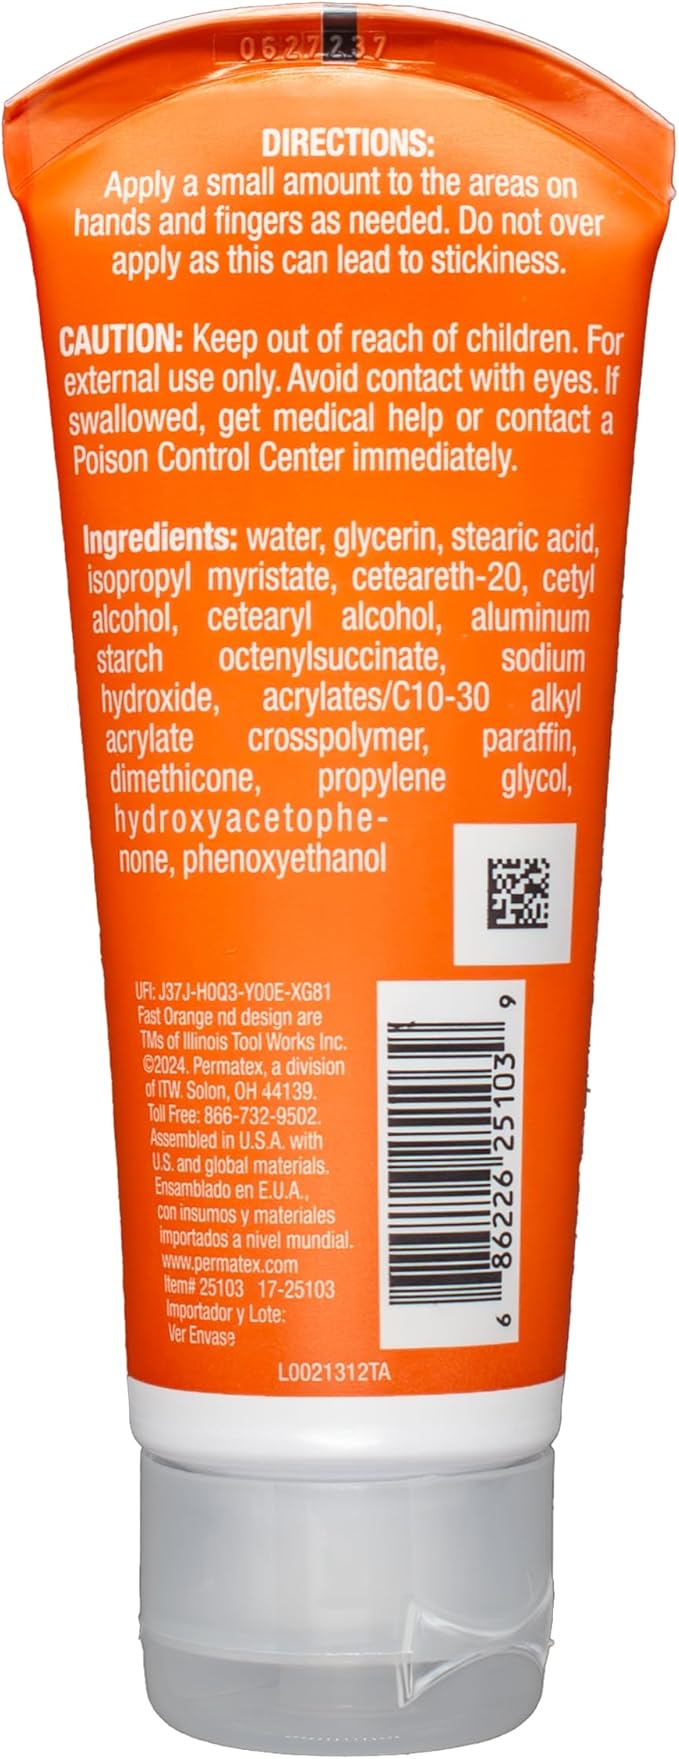 0627237
DIRECTIONS:
Apply a small amount to the areas on
hands and fingers as needed. Do not over
apply as this can lead to stickiness.
CAUTION: Keep out of reach of children. For
external use only. Avoid contact with eyes. If
swallowed, get medical help or contact a
Poison Control Center immediately.
Ingredients: water, glycerin, stearic acid,
isopropyl myristate, ceteareth-20, cetyl
alcohol, cetearyl alcohol, aluminum
starch octenylsuccinate, sodium
hydroxide, acrylates/C10-30 alkyl
acrylate crosspolymer, paraffin,
dimethicone, propylene glycol,
hydroxyacetophe-
none, phenoxyethanol
UFI: J37J-H0Q3-Y00E-XG81
Fast Orange nd design are
TMs of Illinois Tool Works Inc.
©2024. Permatex, a division
of ITW. Solon, OH 44139.
Toll Free: 866-732-9502.
Assembled in U.S.A. with
U.S. and global materials.
Ensamblado en E.U.A.,
con insumos y materiales
importados a nivel mundial.
www.permatex.com
Item# 25103 17-25103
Importador y Lote:
Ver Envase
6 86226 25103 9
L0021312TA